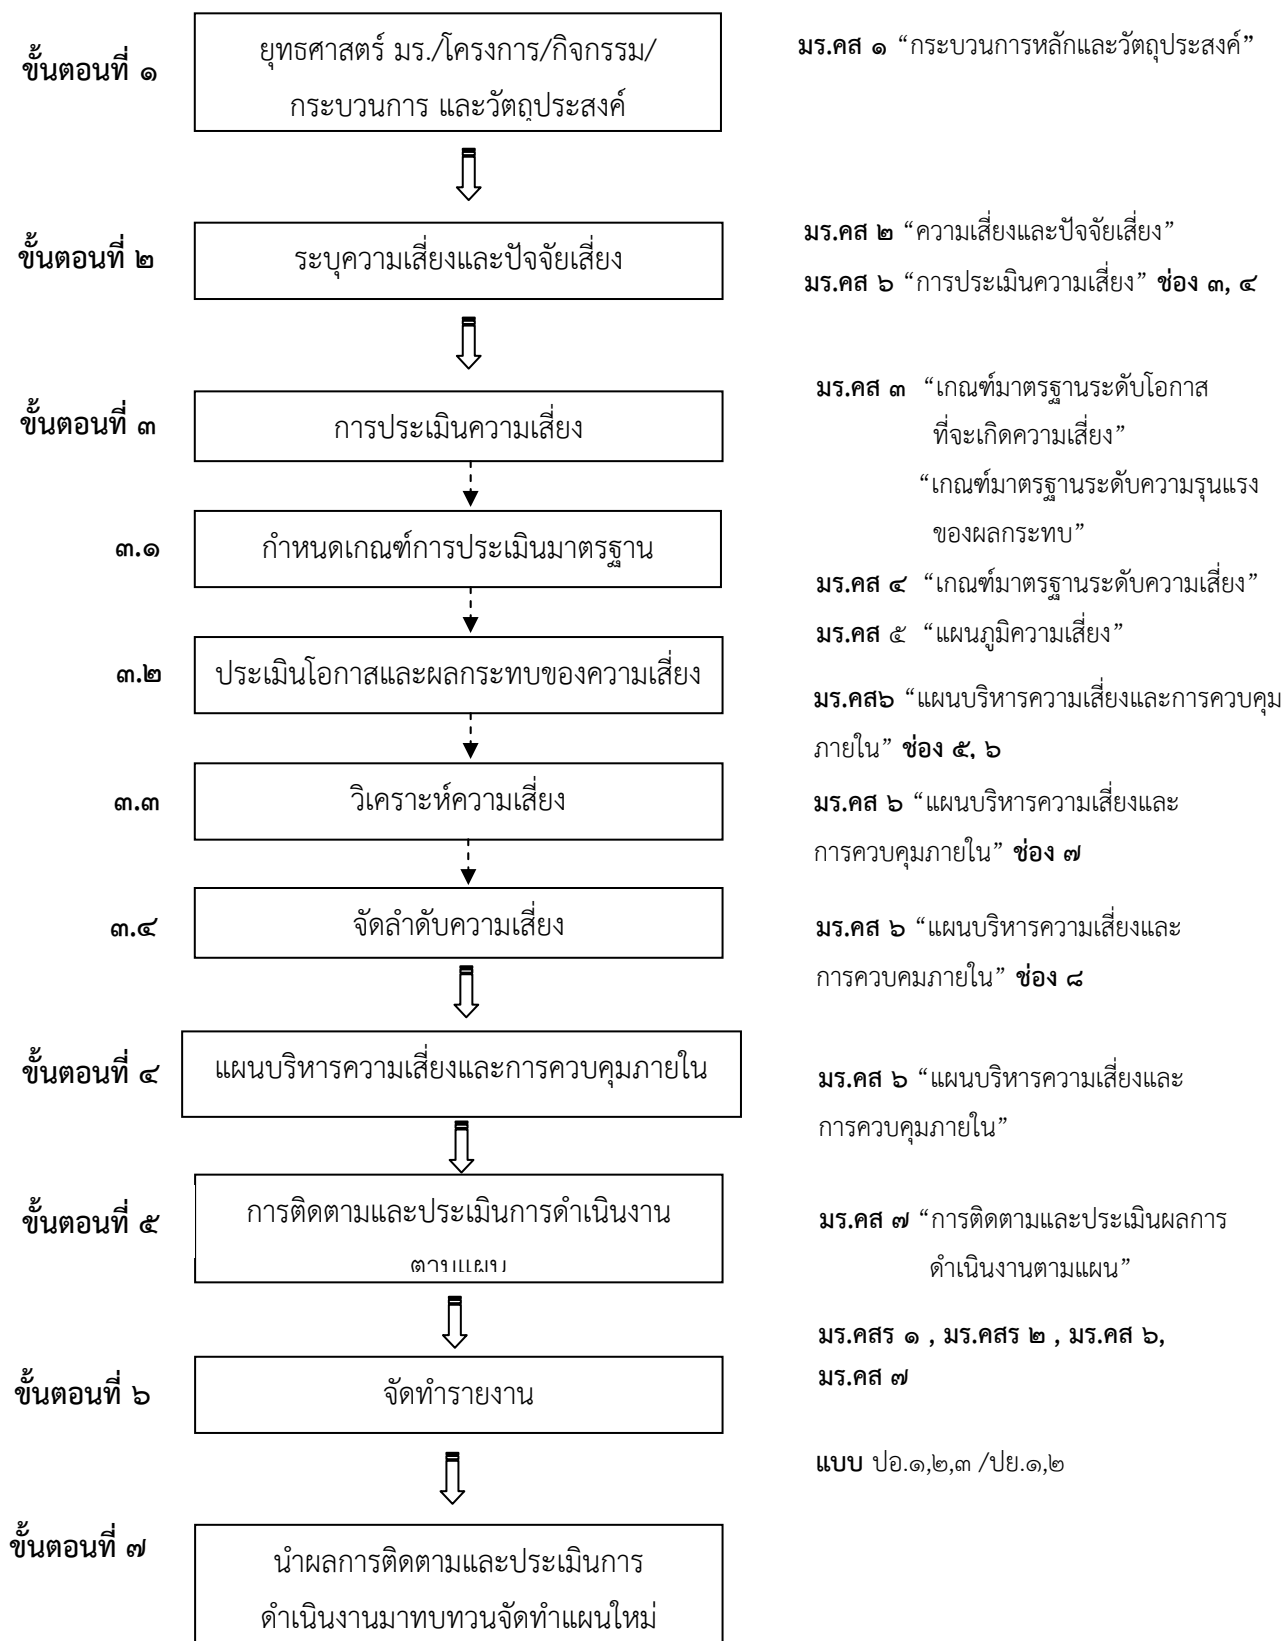 ขั้นตอนที่ ๑
ยุทธศาสตร์ มร./โครงการ/กิจกรรม/
กระบวนการ และวัตถุประสงค์
มร.คส ๑ “กระบวนการหลักและวัตถุประสงค์”
ขั้นตอนที่ ๒
ระบุความเสี่ยงและปัจจัยเสี่ยง
มร.คส ๒ “ความเสี่ยงและปัจจัยเสี่ยง”
มร.คส ๖ “การประเมินความเสี่ยง” ช่อง ๓, ๔
ขั้นตอนที่ ๓
การประเมินความเสี่ยง
มร.คส ๓ “เกณฑ์มาตรฐานระดับโอกาส
ที่จะเกิดความเสี่ยง”
“เกณฑ์มาตรฐานระดับความรุนแรง
ของผลกระทบ”
๓.๑
กำหนดเกณฑ์การประเมินมาตรฐาน
มร.คส ๔ “เกณฑ์มาตรฐานระดับความเสี่ยง”
มร.คส ๕ “แผนภูมิความเสี่ยง”
๓.๒
ประเมินโอกาสและผลกระทบของความเสี่ยง
มร.คส๖ “แผนบริหารความเสี่ยงและการควบคุม
ภายใน” ช่อง ๕, ๖
๓.๓
วิเคราะห์ความเสี่ยง
มร.คส ๖ “แผนบริหารความเสี่ยงและ
การควบคุมภายใน” ช่อง ๗
๓.๔
จัดลำดับความเสี่ยง
มร.คส ๖ “แผนบริหารความเสี่ยงและ
การควบคมภายใน” ช่อง ๘
ขั้นตอนที่ ๔
แผนบริหารความเสี่ยงและการควบคุมภายใน
มร.คส ๖ “แผนบริหารความเสี่ยงและ
การควบคุมภายใน”
ขั้นตอนที่ ๕
การติดตามและประเมินการดำเนินงาน
ตามแผน
มร.คส ๗ “การติดตามและประเมินผลการ
ดำเนินงานตามแผน”
ขั้นตอนที่ ๖
จัดทำรายงาน
มร.คสร ๑ , มร.คสร ๒ , มร.คส ๖,
มร.คส ๗
แบบ ปอ.๑,๒,๓ /ปย.๑,๒
ขั้นตอนที่ ๗
นำผลการติดตามและประเมินการ
ดำเนินงานมาทบทวนจัดทำแผนใหม่